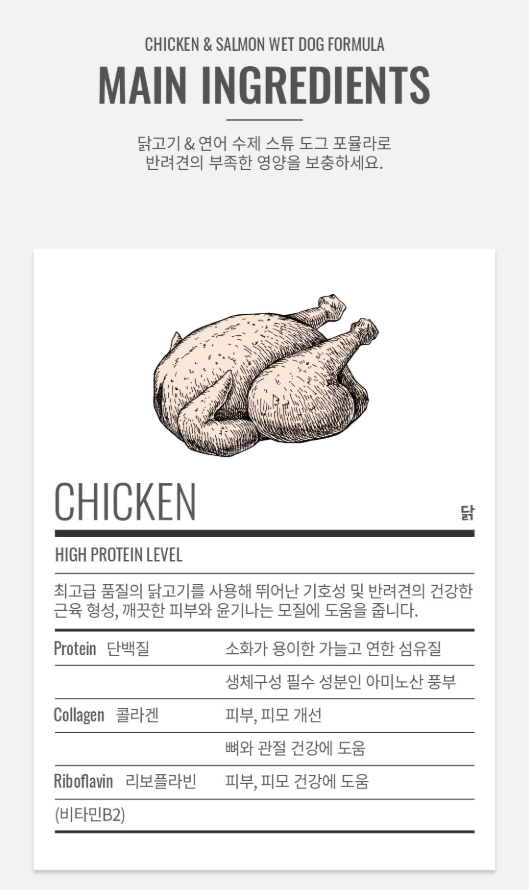 CHICKEN & SALMON WET DOG FORMULA
MAIN INGREDIENTS
닭고기 & 연어 수제 스튜 도그 포뮬라로
반려견의 부족한 영양을 보충하세요.
CHICKEN 닭
HIGH PROTEIN LEVEL
최고급 품질의 닭고기를 사용해 뛰어난 기호성 및 반려견의 건강한
근육 형성, 깨끗한 피부와 윤기나는 모질에 도움을 줍니다.
Protein 단백질 소화가 용이한 가늘고 연한 섬유질
생체구성 필수 성분인 아미노산 풍부
Collagen 콜라겐 피부, 피모 개선
뼈와 관절 건강에 도움
Riboflavin 리보플라빈 피부, 피모 건강에 도움
(비타민B2)